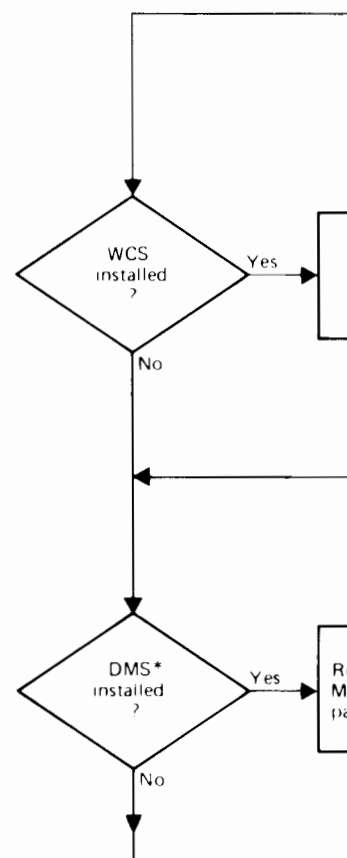 WCS
installed
?
Yes
No
DMS*
installed
?
Yes
No